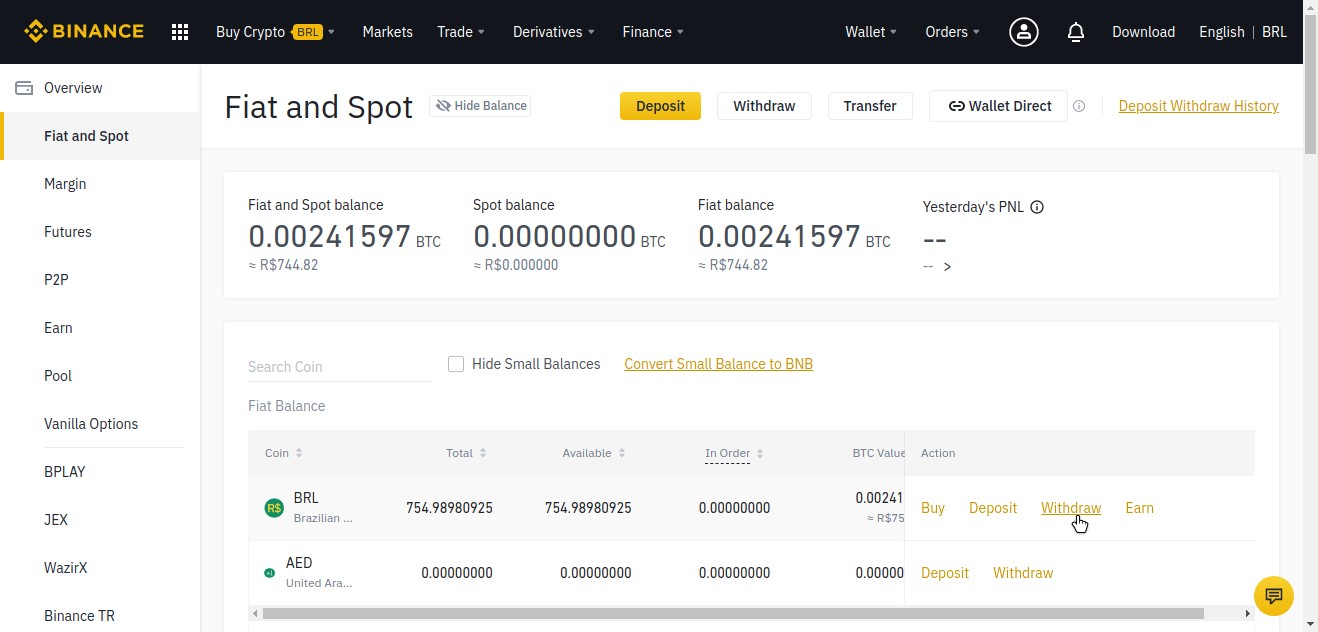 BINANCE Buy Crypto BRL Markets Trade Derivatives Finance Wallet Orders Download English | BRL
Overview
Fiat and Spot
Margin
Futures
P2P
Earn
Pool
Vanilla Options
BPLAY
JEX
WazirX
Binance TR
Fiat and Spot Hide Balance Deposit Withdraw Transfer Wallet Direct Deposit Withdraw History
Fiat and Spot balance Spot balance Fiat balance Yesterday's PNL
0.00241597 BTC 0.00000000 BTC 0.00241597 BTC --
≈ R$744.82 ≈ R$0.000000 ≈ R$744.82 -- >
Search Coin Hide Small Balances Convert Small Balance to BNB
Fiat Balance
Coin Total Available In Order BTC Value Action
BRL 754.98980925 754.98980925 0.00000000 0.00241 Buy Deposit Withdraw Earn
R$ Brazilian ... ≈ R$75
AED 0.00000000 0.00000000 0.00000000 0.00000 Deposit Withdraw
United Ara...